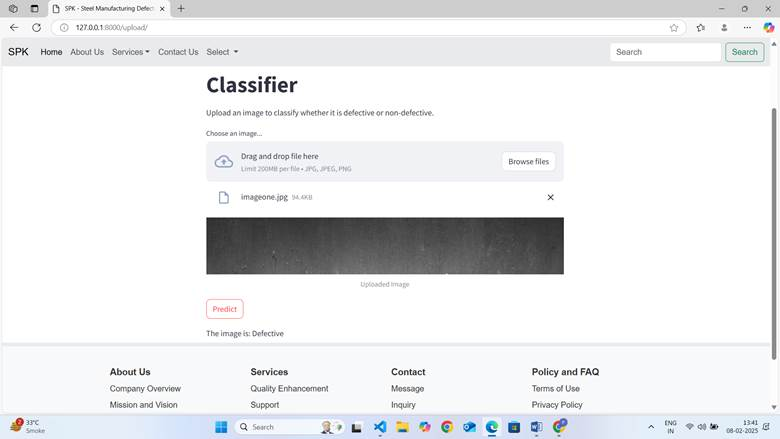 SPK - Steel Manufacturing Defect
127.0.0.1:8000/upload/
SPK Home About Us Services Contact Us Select Search Search
Classifier
Upload an image to classify whether it is defective or non-defective.
Choose an image...
Drag and drop file here
Limit 200MB per file • JPG, JPEG, PNG
Browse files
imageone.jpg 94.4KB
Uploaded Image
Predict
The image is: Defective
About Us Services Contact Policy and FAQ
Company Overview Quality Enhancement Message Terms of Use
Mission and Vision Support Inquiry Privacy Policy
2 33°C Search ENG 13:41
Smoke IN 08-02-2025